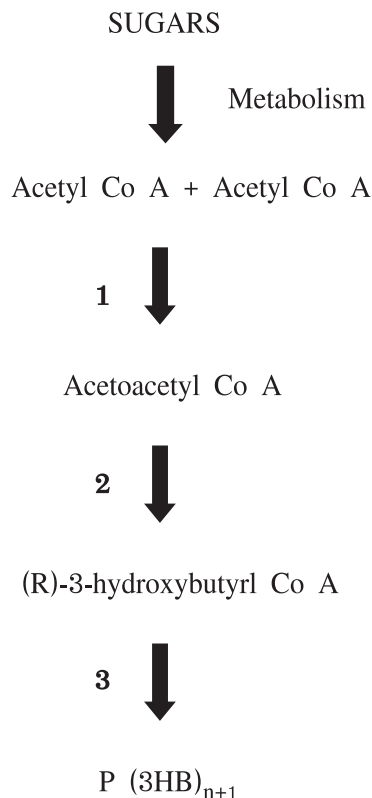 SUGARS
Metabolism
Acetyl Co A + Acetyl Co A
1
Acetoacetyl Co A
2
(R)-3-hydroxybutyrl Co A
3
P (3HB)n+1